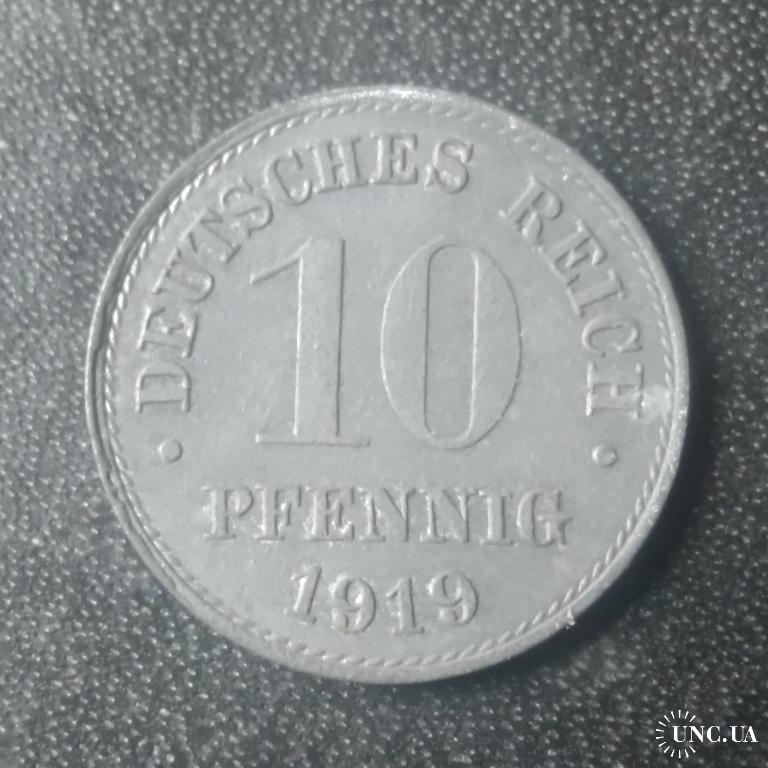 · DEUTSCHES REICH ·
10
PFENNIG
1919
UNC.UA